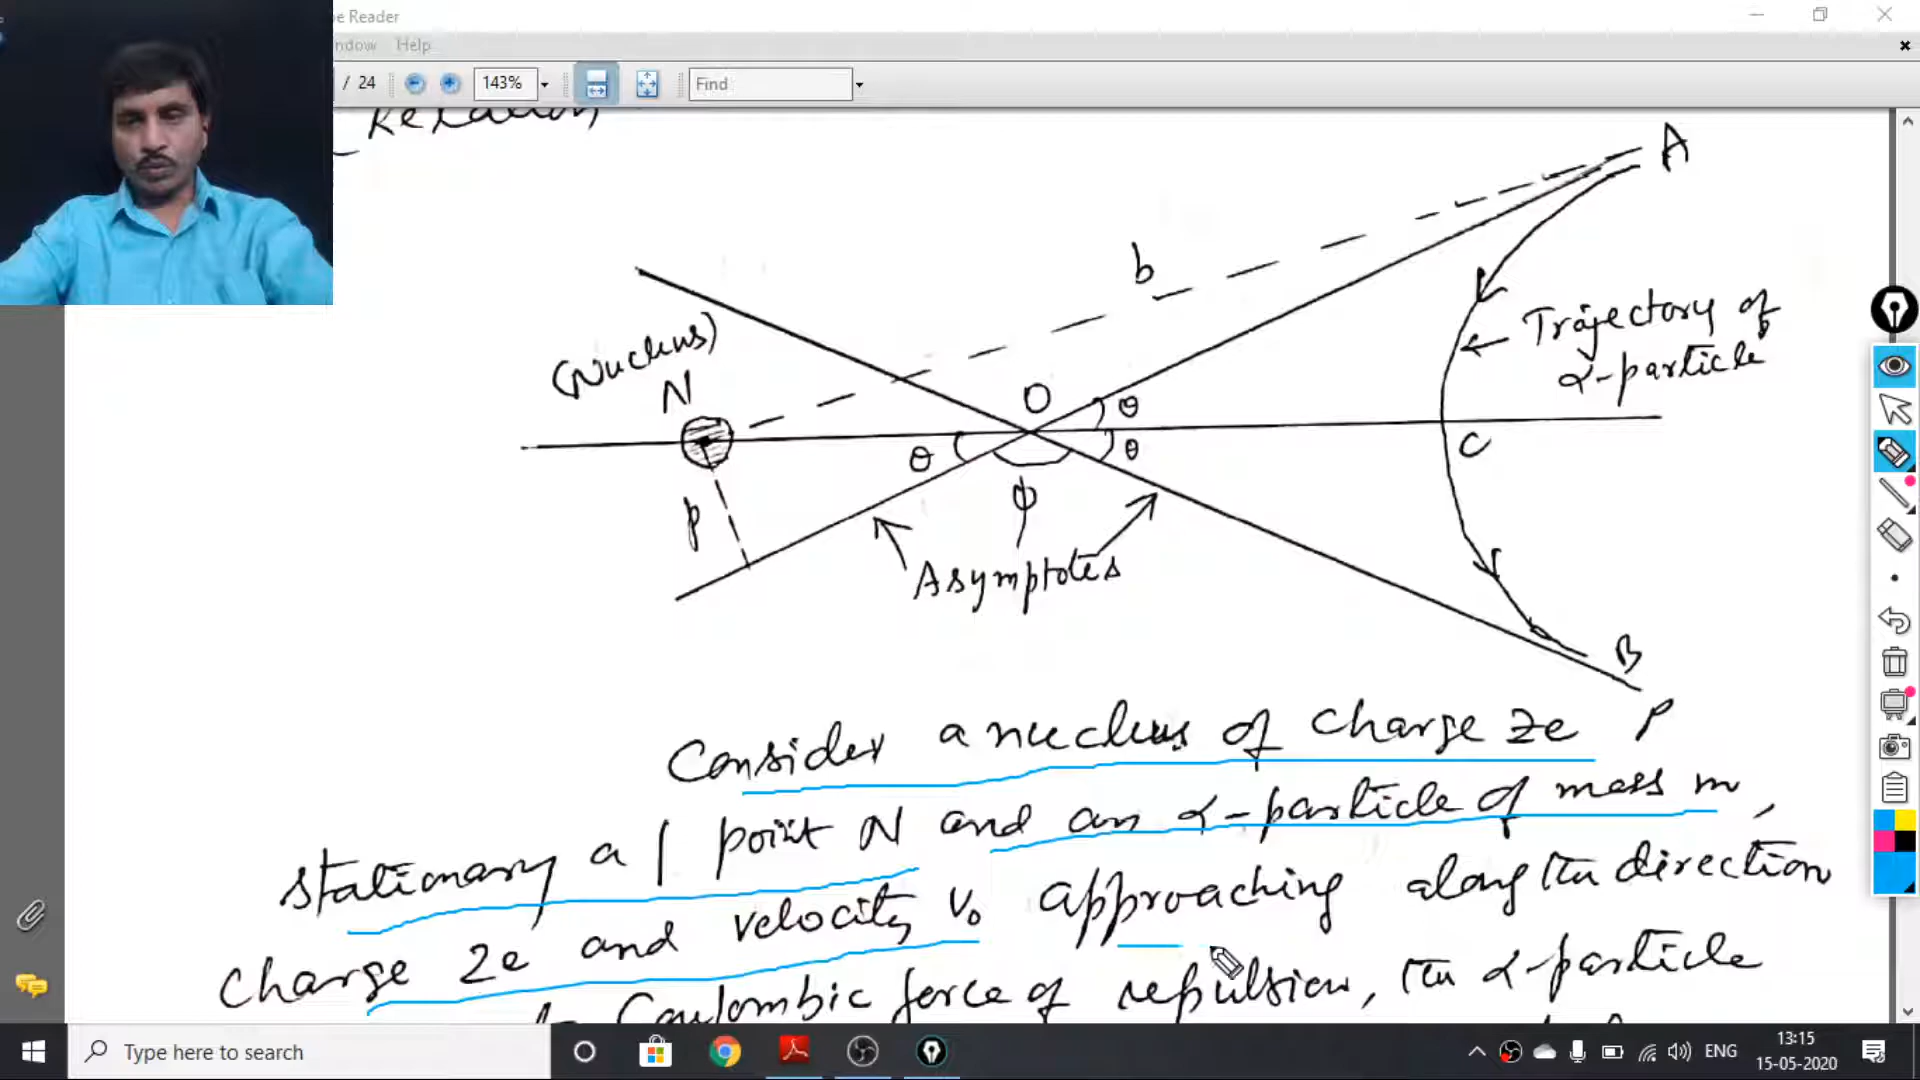 e Reader
ndow Help
/ 24 143% Find
Relation
A
b
(Nucleus)
N
O
θ
θ
θ
← Trajectory of
α-particle
C
p
φ
Asymptotes
B
P
Consider a nucleus of charge ze
stationary at point N and an α-particle of mass m,
charge 2e and velocity v₀ approaching along the direction
Coulombic force of repulsion, the α-particle
Type here to search
ENG
13:15
15-05-2020